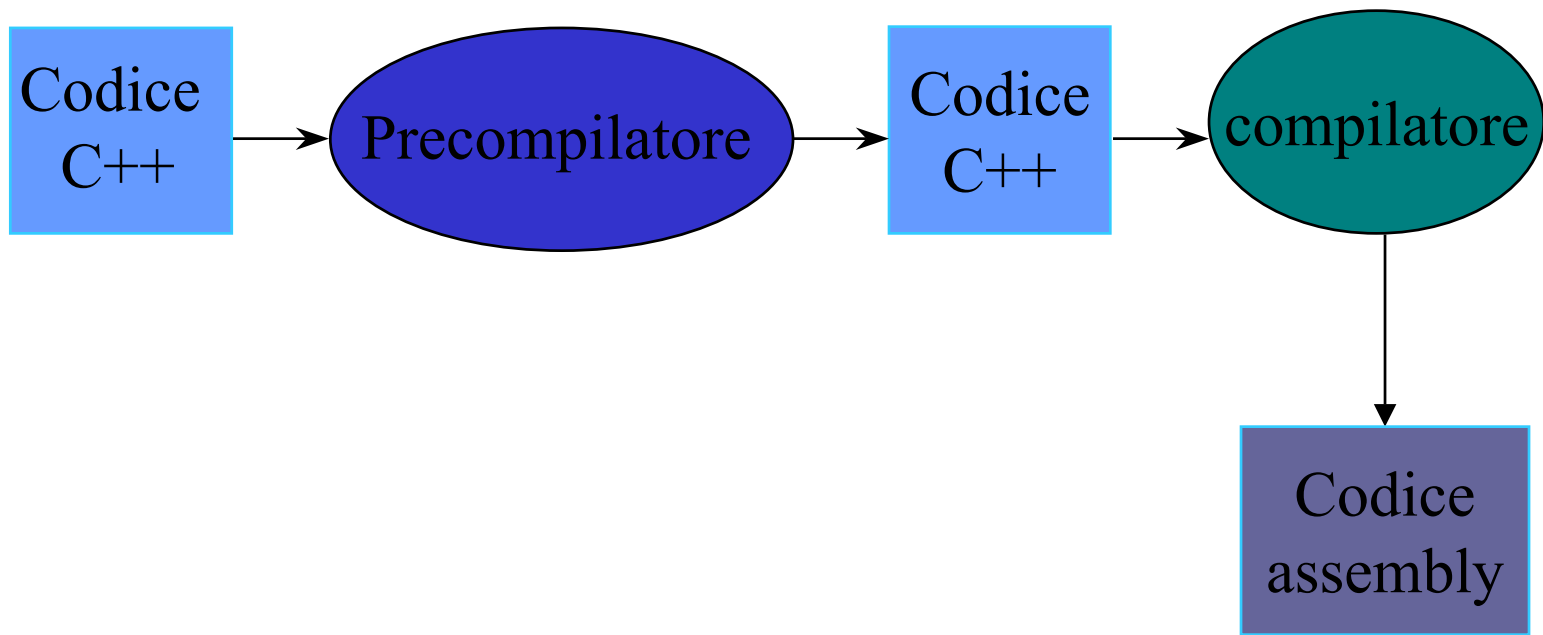 Codice
C++
Precompilatore
Codice
C++
compilatore
Codice
assembly